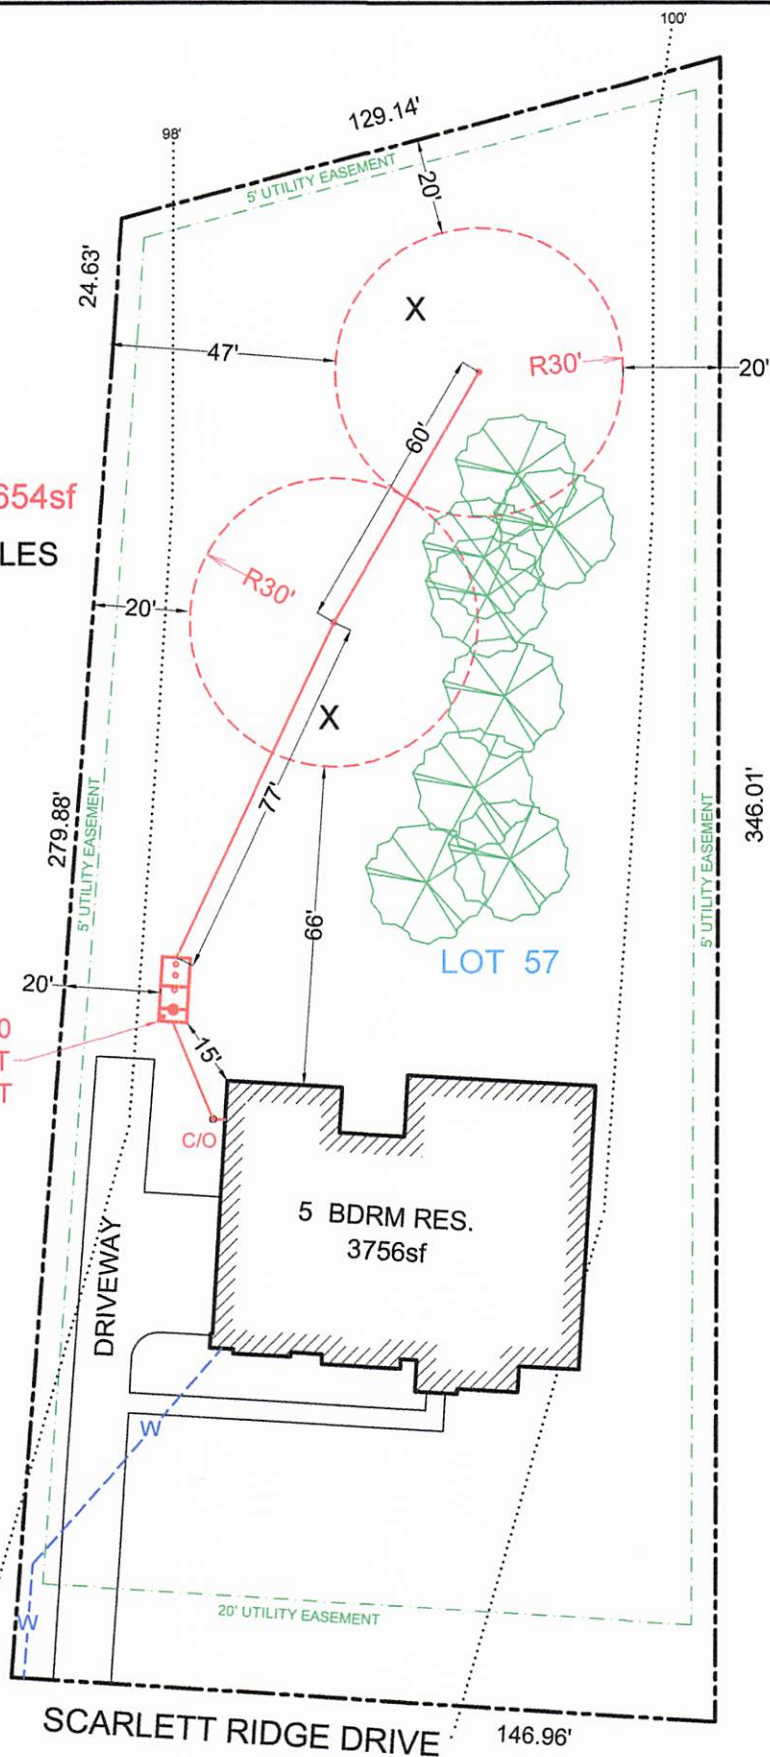 100'
129.14'
98'
5' UTILITY EASEMENT
20'
24.63'
X
47'
R30'
20'
60'
654sf
LES
R30'
20'
X
77'
279.88'
5' UTILITY EASEMENT
346.01'
5' UTILITY EASEMENT
66'
LOT 57
20'
0
T
T
15'
C/O
5 BDRM RES.
3756sf
DRIVEWAY
W
W
20' UTILITY EASEMENT
SCARLETT RIDGE DRIVE
146.96'